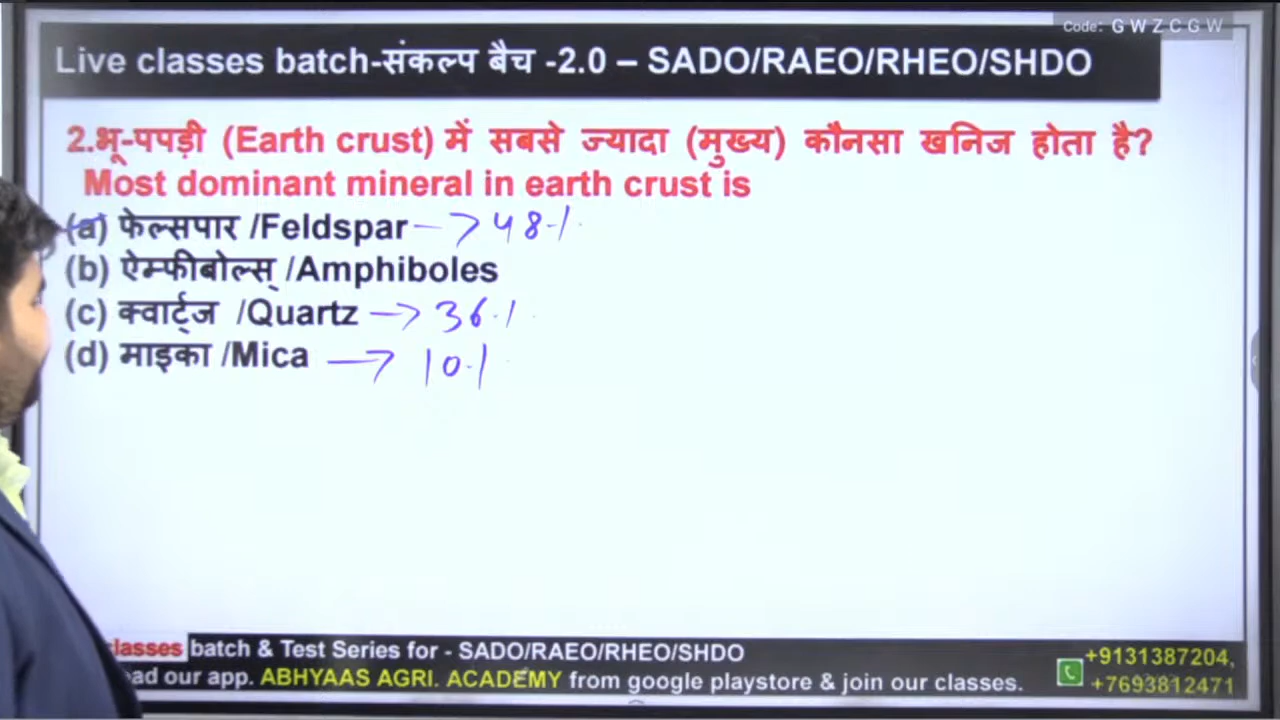 Code: G W Z C G W
Live classes batch-संकल्प बैच -2.0 – SADO/RAEO/RHEO/SHDO
2.भू-पपड़ी (Earth crust) में सबसे ज्यादा (मुख्य) कौनसा खनिज होता है?
Most dominant mineral in earth crust is
(a) फेल्सपार /Feldspar → 48%
(b) ऐम्फीबोल्स् /Amphiboles
(c) क्वार्ट्ज /Quartz → 36%
(d) माइका /Mica → 10%
classes batch & Test Series for - SADO/RAEO/RHEO/SHDO
ad our app. ABHYAAS AGRI. ACADEMY from google playstore & join our classes.
+9131387204,
+7693812471